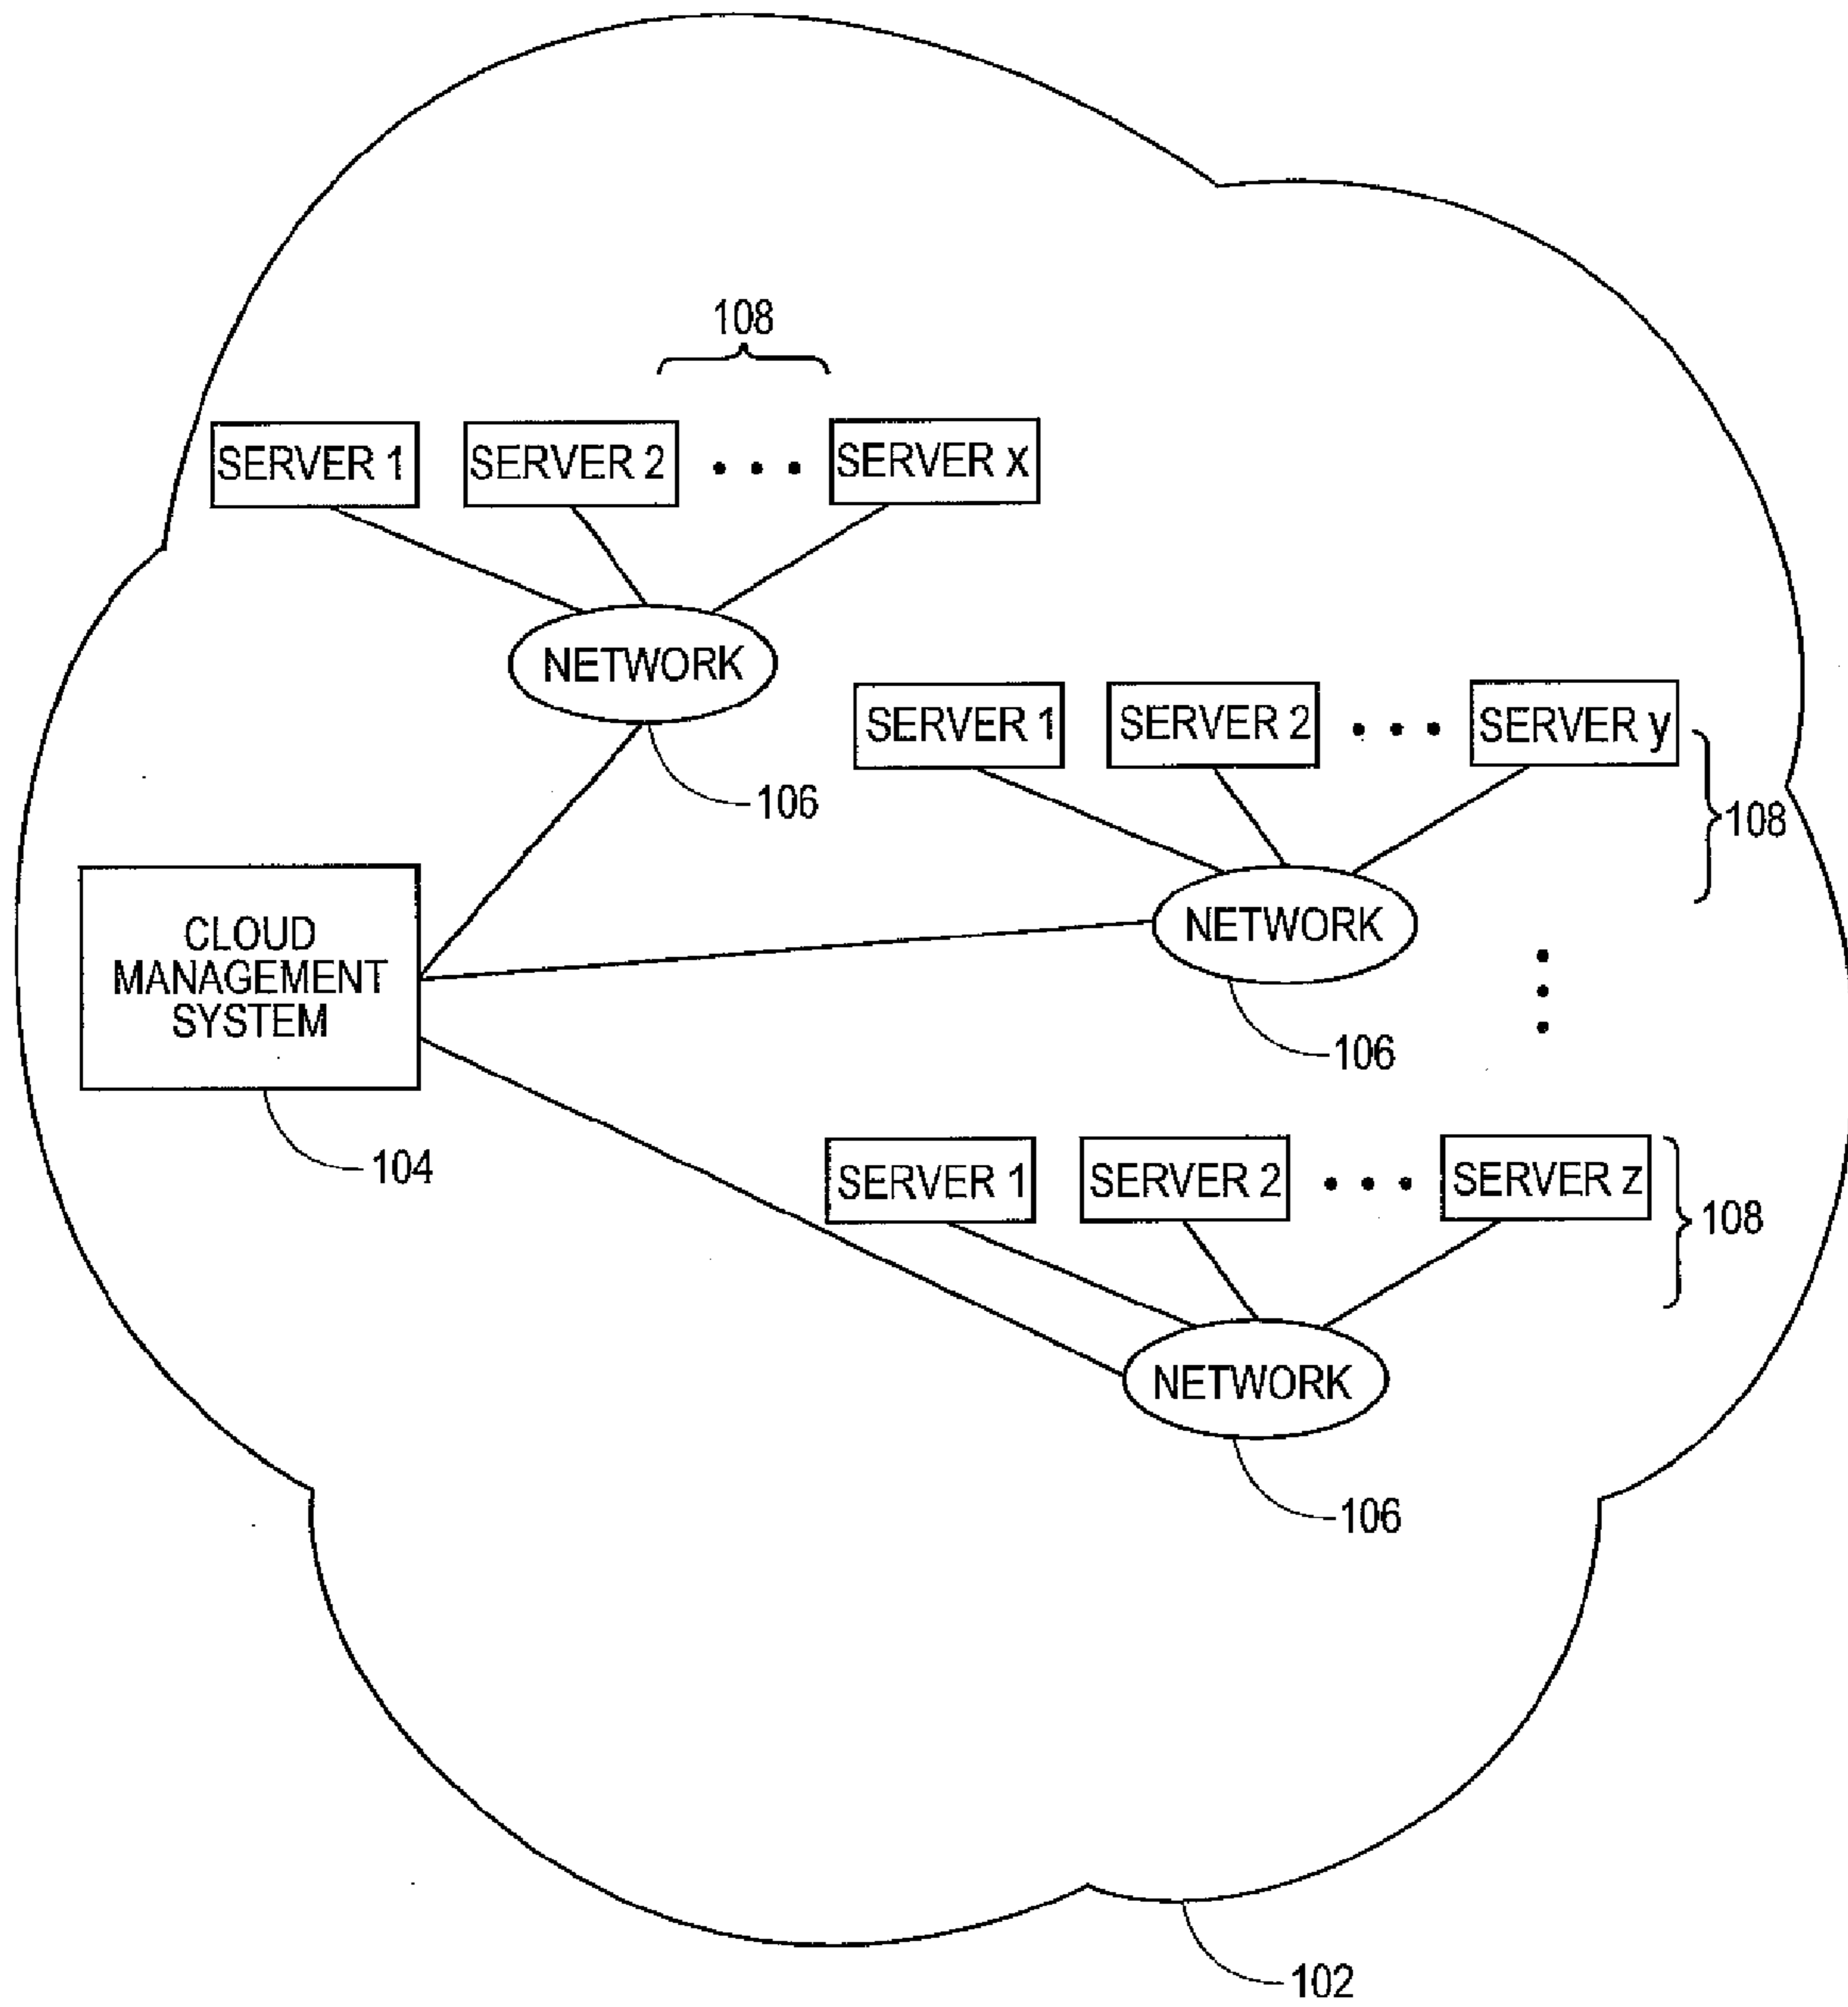 108
SERVER 1
SERVER 2
SERVER x
NETWORK
106
SERVER 1
SERVER 2
SERVER y
108
NETWORK
106
CLOUD
MANAGEMENT
SYSTEM
104
SERVER 1
SERVER 2
SERVER z
108
NETWORK
106
102